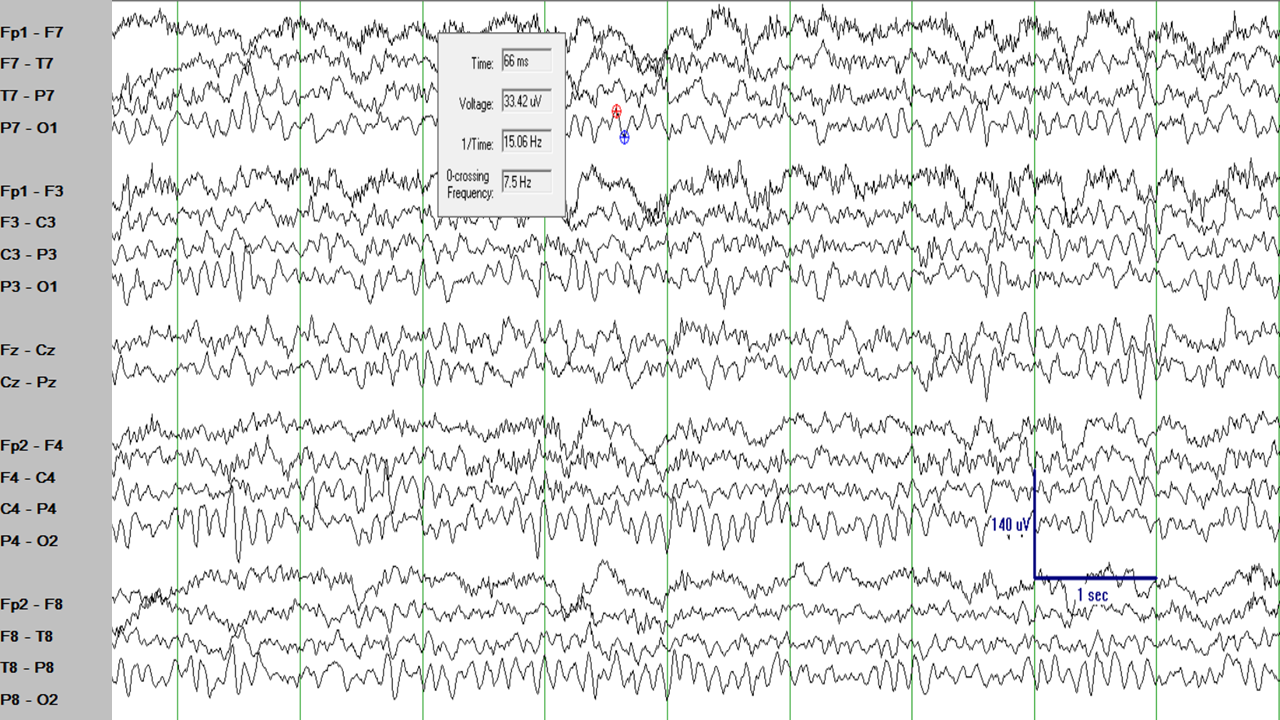 Fp1 - F7
F7 - T7
T7 - P7
P7 - O1
Fp1 - F3
F3 - C3
C3 - P3
P3 - O1
Fz - Cz
Cz - Pz
Fp2 - F4
F4 - C4
C4 - P4
P4 - O2
Fp2 - F8
F8 - T8
T8 - P8
P8 - O2
Time: 66 ms
Voltage: 33.42 uV
1/Time: 15.06 Hz
0-crossing
Frequency: 7.5 Hz
140 uV
1 sec